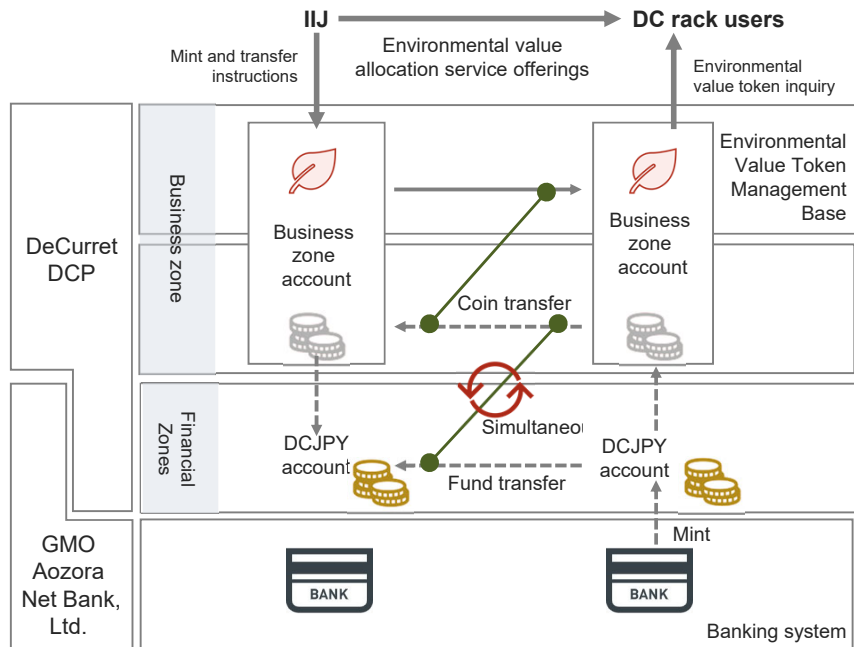 IIJ
DC rack users
Mint and transfer
instructions
Environmental value
allocation service offerings
Environmental
value token inquiry
DeCurret
DCP
Business zone
Business
zone
account
Business
zone
account
Environmental
Value Token
Management
Base
Coin transfer
Financial
Zones
Simultaneou
DCJPY
account
DCJPY
account
Fund transfer
Mint
GMO
Aozora
Net Bank,
Ltd.
BANK
BANK
Banking system